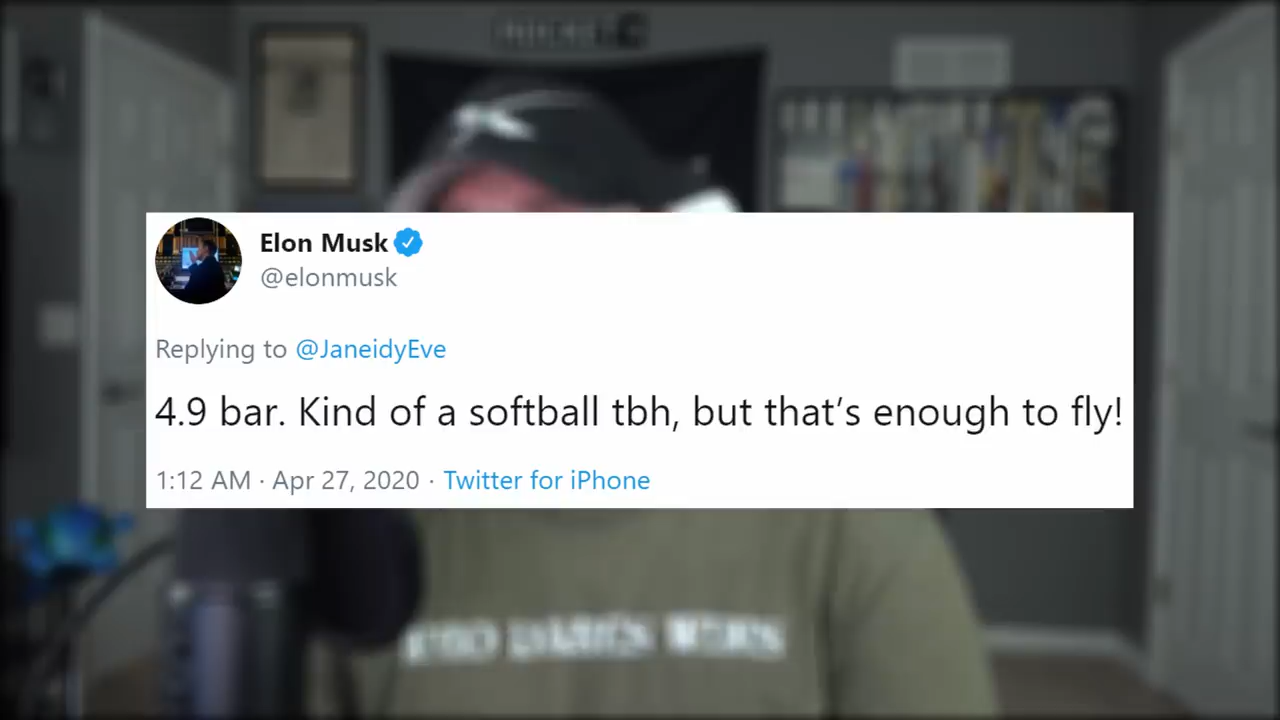 Elon Musk
@elonmusk
Replying to @JaneidyEve
4.9 bar. Kind of a softball tbh, but that’s enough to fly!
1:12 AM · Apr 27, 2020 · Twitter for iPhone